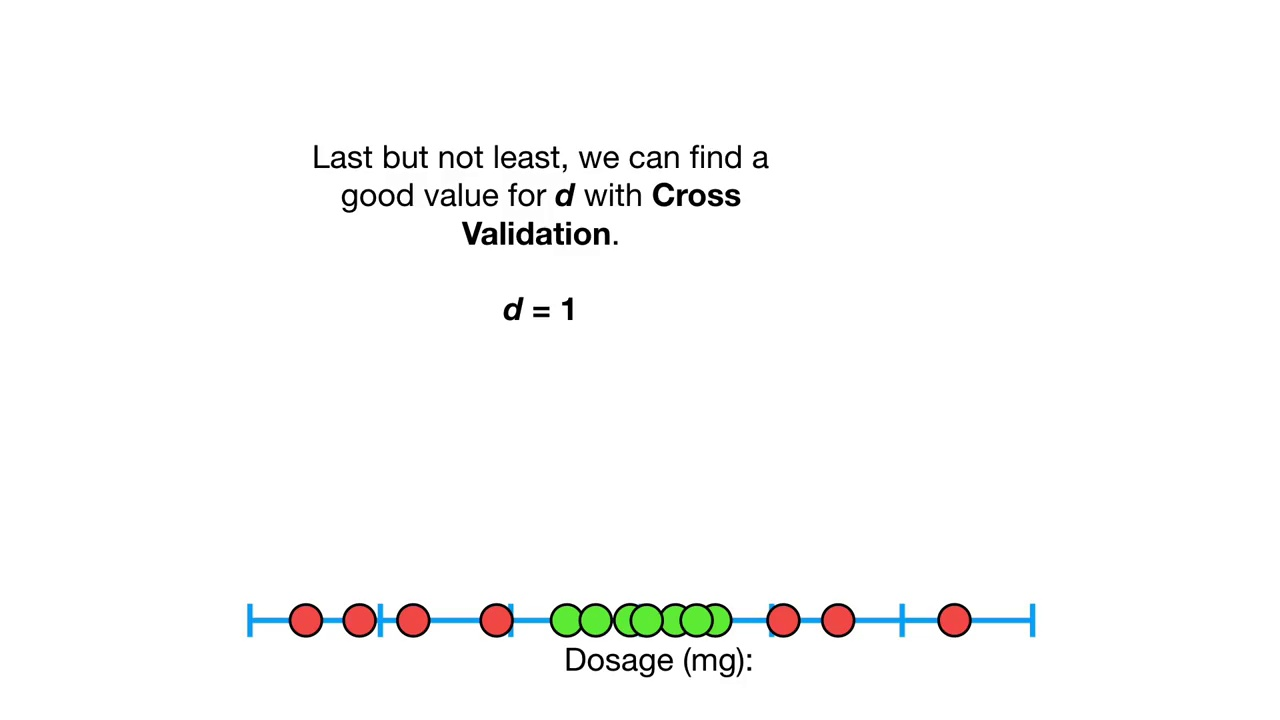 Last but not least, we can find a
good value for d with Cross
Validation.
d = 1
Dosage (mg):